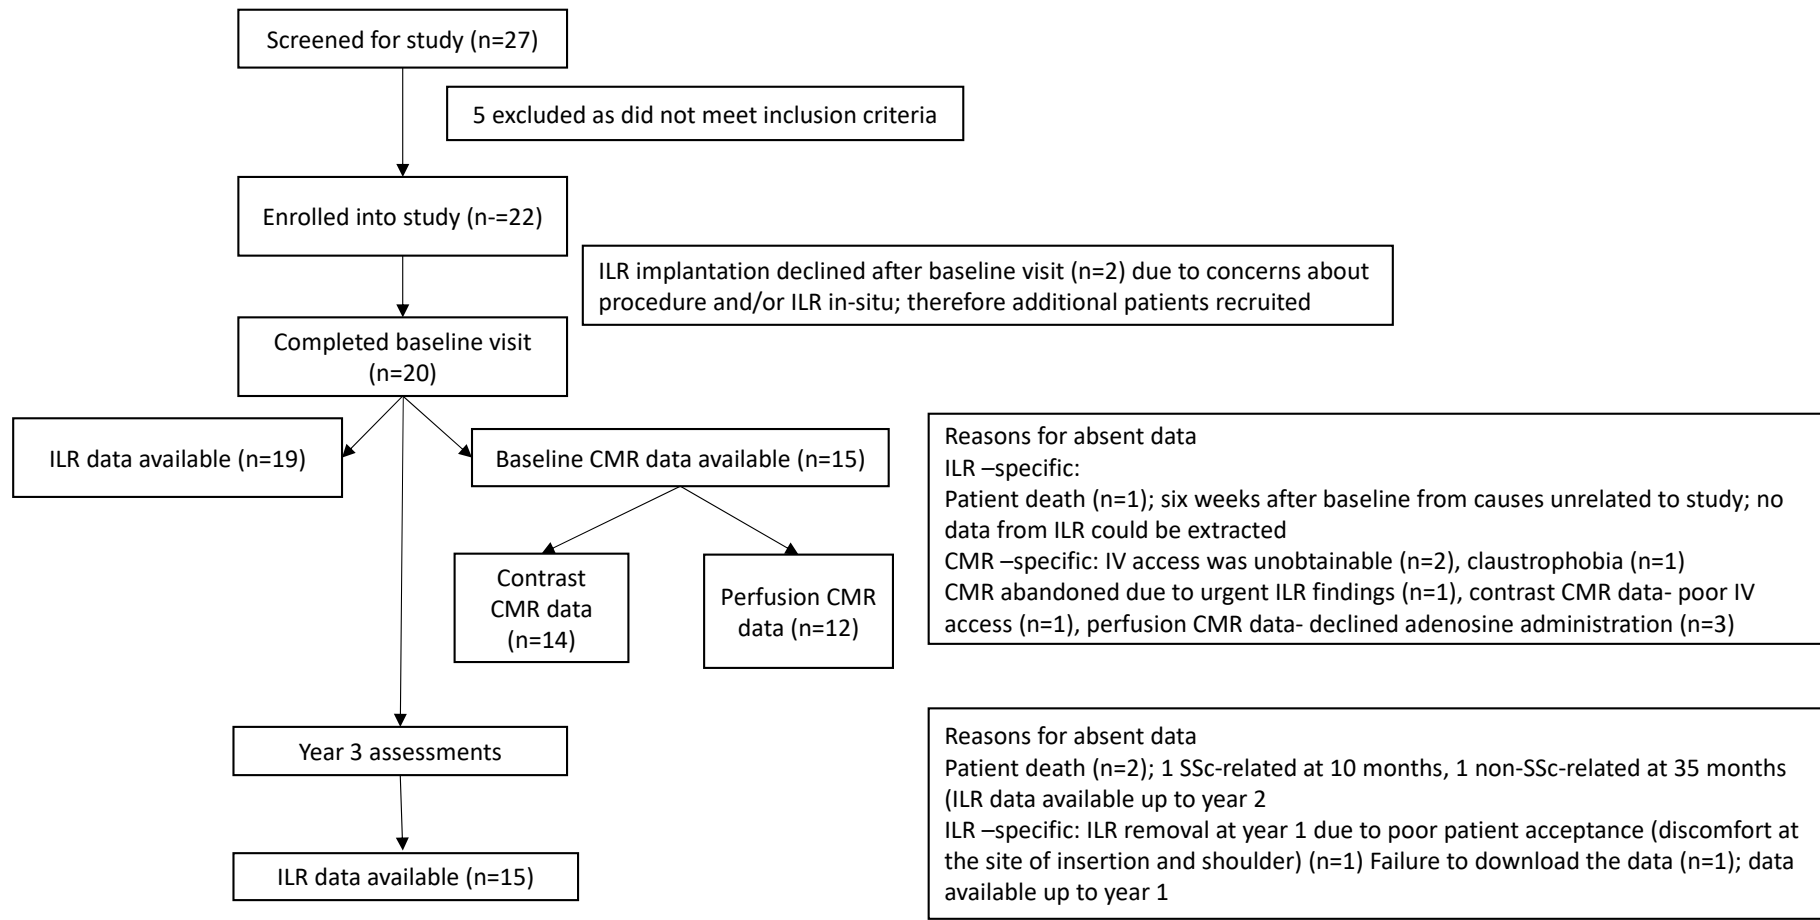 Screened for study (n=27)
5 excluded as did not meet inclusion criteria
Enrolled into study (n-=22)
ILR implantation declined after baseline visit (n=2) due to concerns about
procedure and/or ILR in-situ; therefore additional patients recruited
Completed baseline visit
(n=20)
ILR data available (n=19)
Baseline CMR data available (n=15)
Contrast
CMR data
(n=14)
Perfusion CMR
data (n=12)
Reasons for absent data
ILR –specific:
Patient death (n=1); six weeks after baseline from causes unrelated to study; no
data from ILR could be extracted
CMR –specific: IV access was unobtainable (n=2), claustrophobia (n=1)
CMR abandoned due to urgent ILR findings (n=1), contrast CMR data- poor IV
access (n=1), perfusion CMR data- declined adenosine administration (n=3)
Year 3 assessments
ILR data available (n=15)
Reasons for absent data
Patient death (n=2); 1 SSc-related at 10 months, 1 non-SSc-related at 35 months
(ILR data available up to year 2
ILR –specific: ILR removal at year 1 due to poor patient acceptance (discomfort at
the site of insertion and shoulder) (n=1) Failure to download the data (n=1); data
available up to year 1